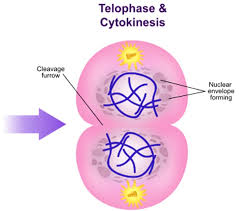 Telophase &
Cytokinesis
Cleavage
furrow
Nuclear
envelope
forming